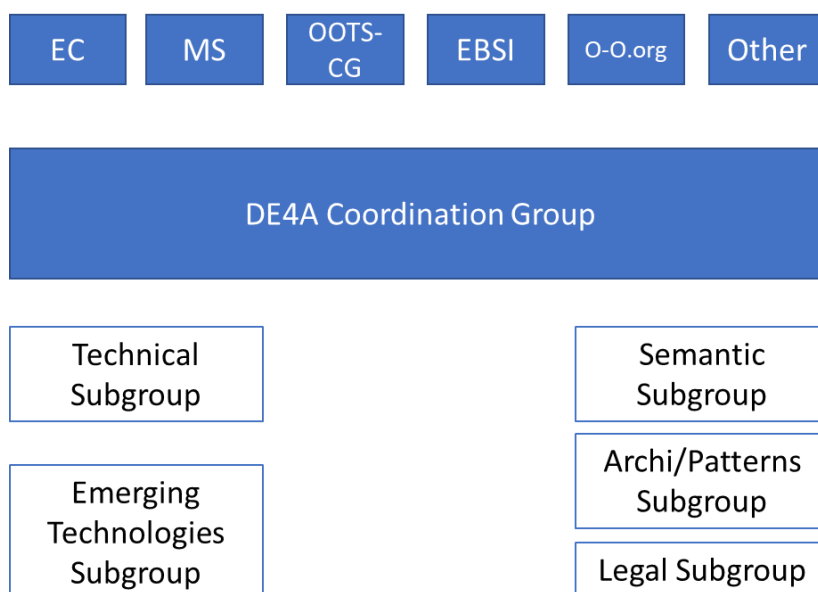 EC
MS
OOTS-
CG
EBSI
O-O.org
Other
DE4A Coordination Group
Technical
Subgroup
Emerging
Technologies
Subgroup
Semantic
Subgroup
Archi/Patterns
Subgroup
Legal Subgroup